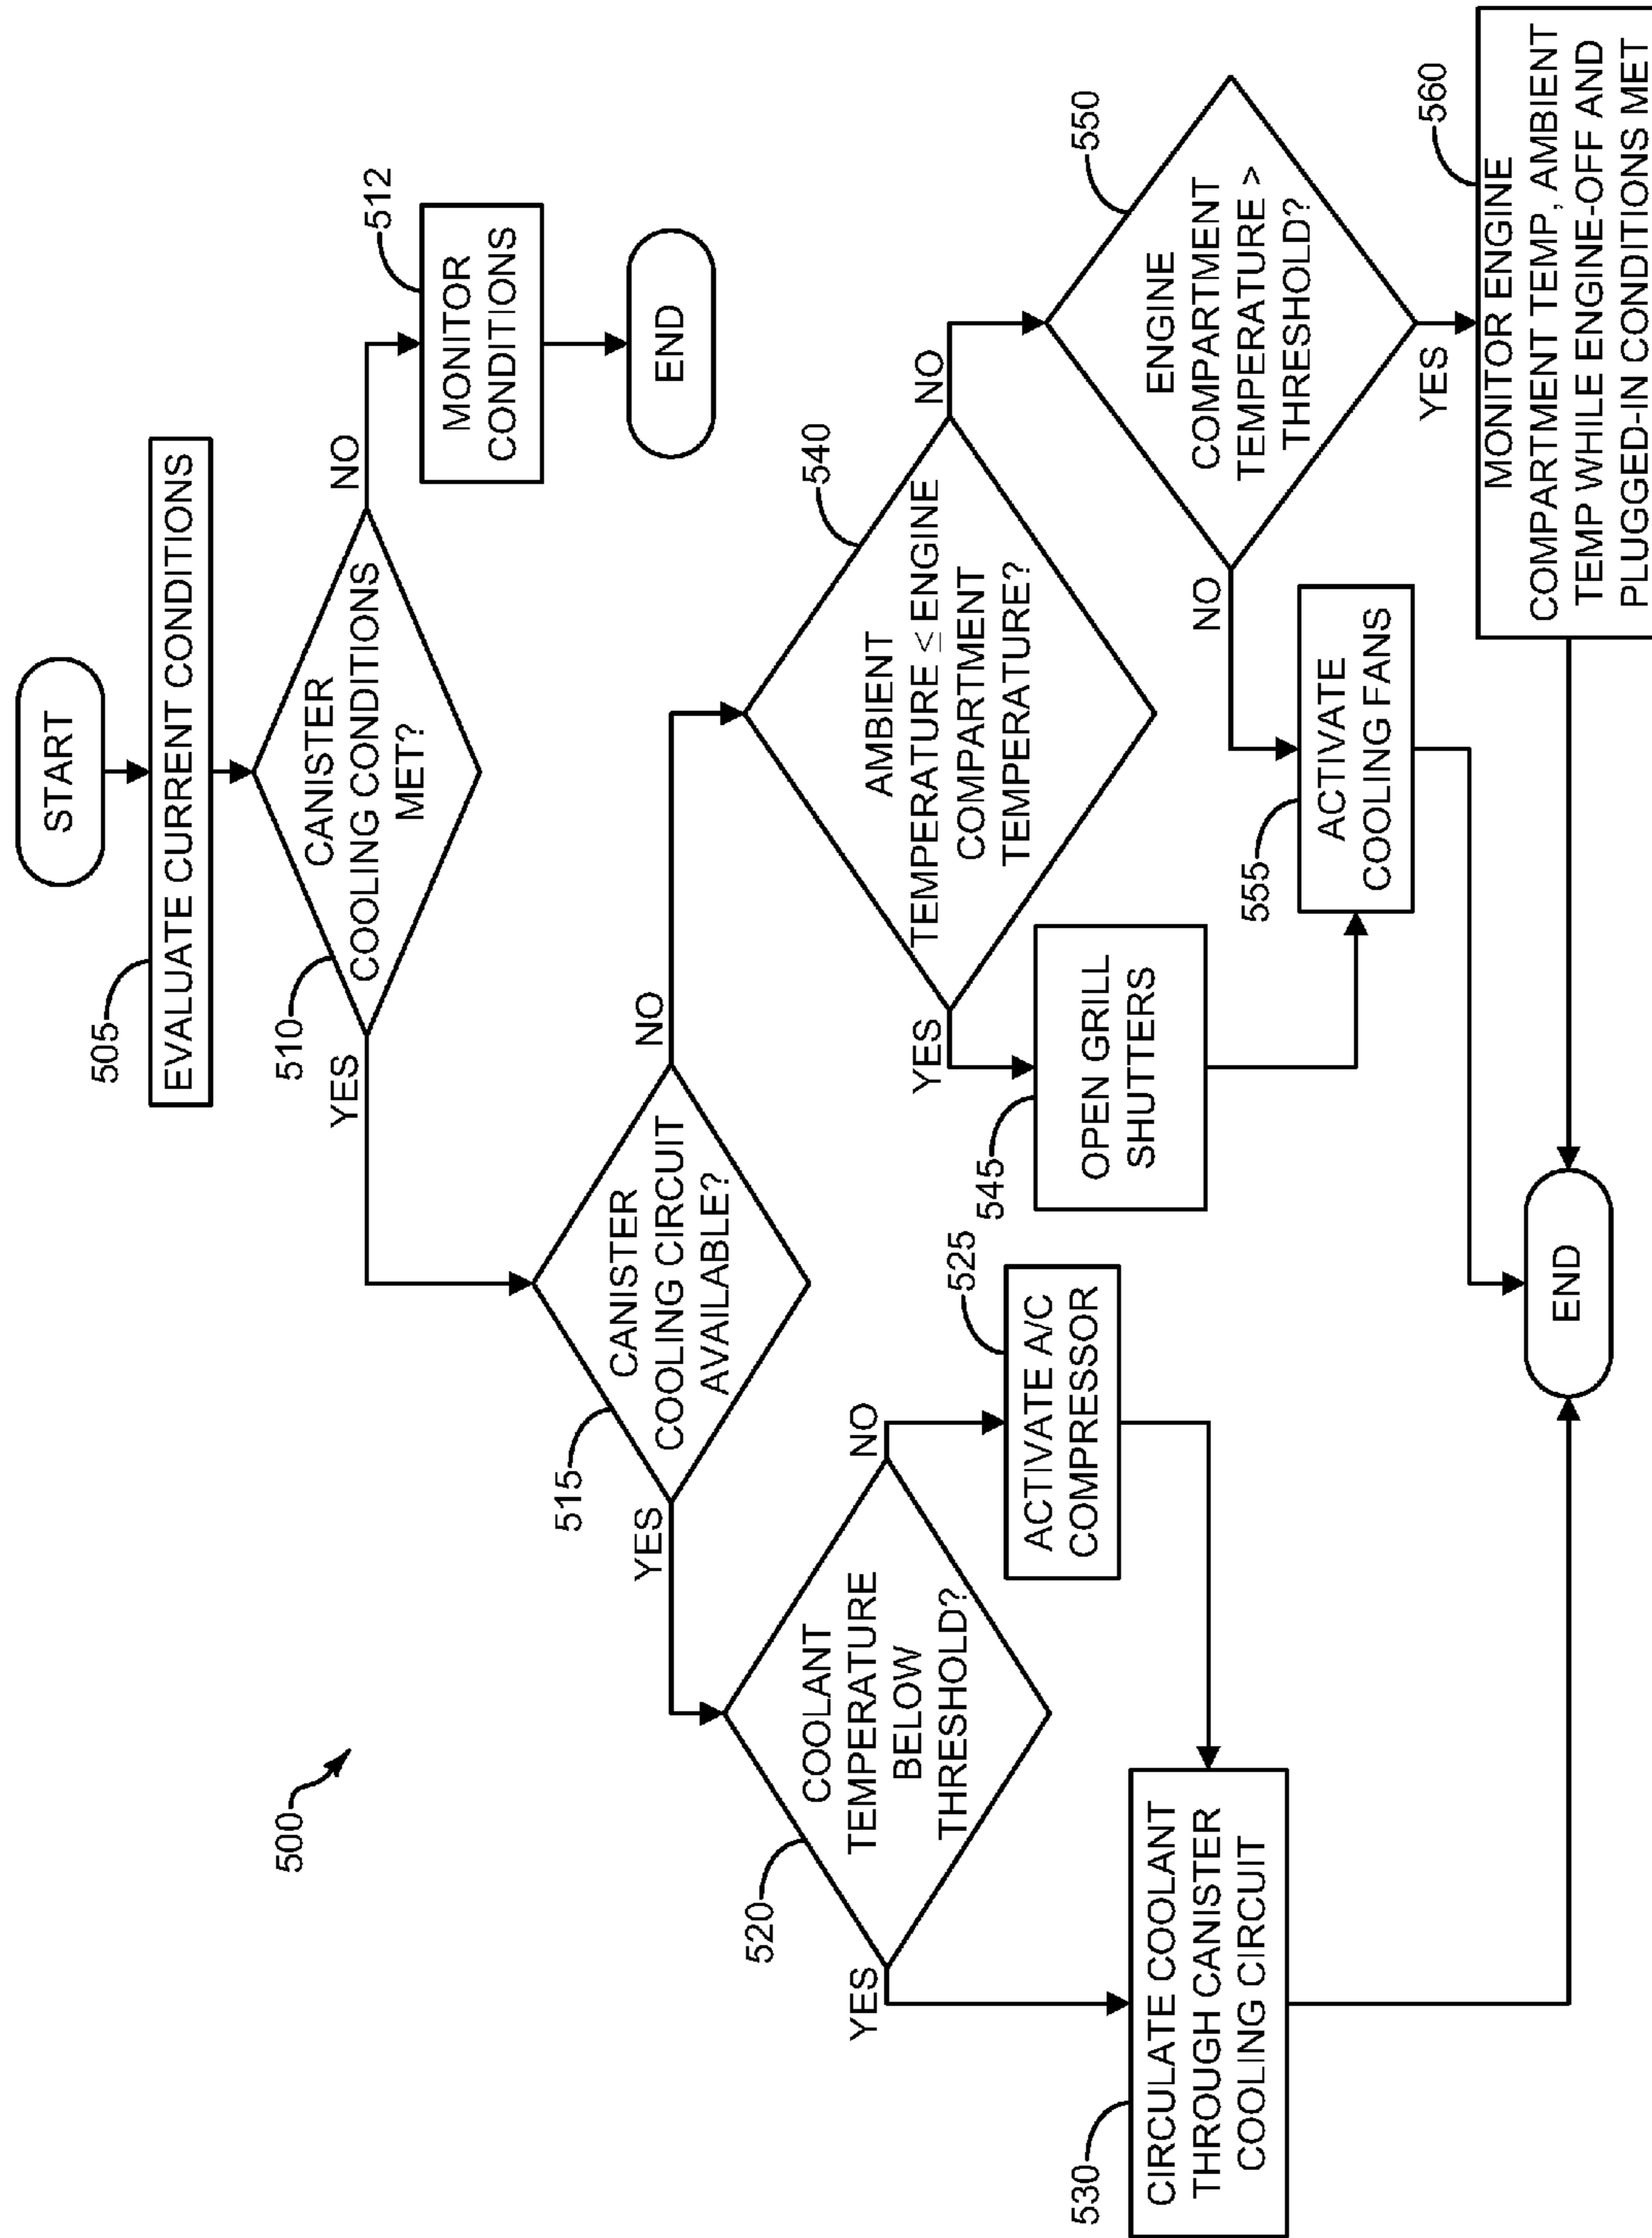 500
START
505
EVALUATE CURRENT CONDITIONS
510
CANISTER
COOLING CONDITIONS
MET?
YES
NO
512
MONITOR
CONDITIONS
END
515
CANISTER
COOLING CIRCUIT
AVAILABLE?
YES
NO
520
COOLANT
TEMPERATURE
BELOW
THRESHOLD?
YES
NO
525
ACTIVATE A/C
COMPRESSOR
530
CIRCULATE COOLANT
THROUGH CANISTER
COOLING CIRCUIT
540
AMBIENT
TEMPERATURE ≤ ENGINE
COMPARTMENT
TEMPERATURE?
YES
NO
545
OPEN GRILL
SHUTTERS
550
ENGINE
COMPARTMENT
TEMPERATURE >
THRESHOLD?
NO
YES
555
ACTIVATE
COOLING FANS
560
MONITOR ENGINE
COMPARTMENT TEMP, AMBIENT
TEMP WHILE ENGINE-OFF AND
PLUGGED-IN CONDITIONS MET
END